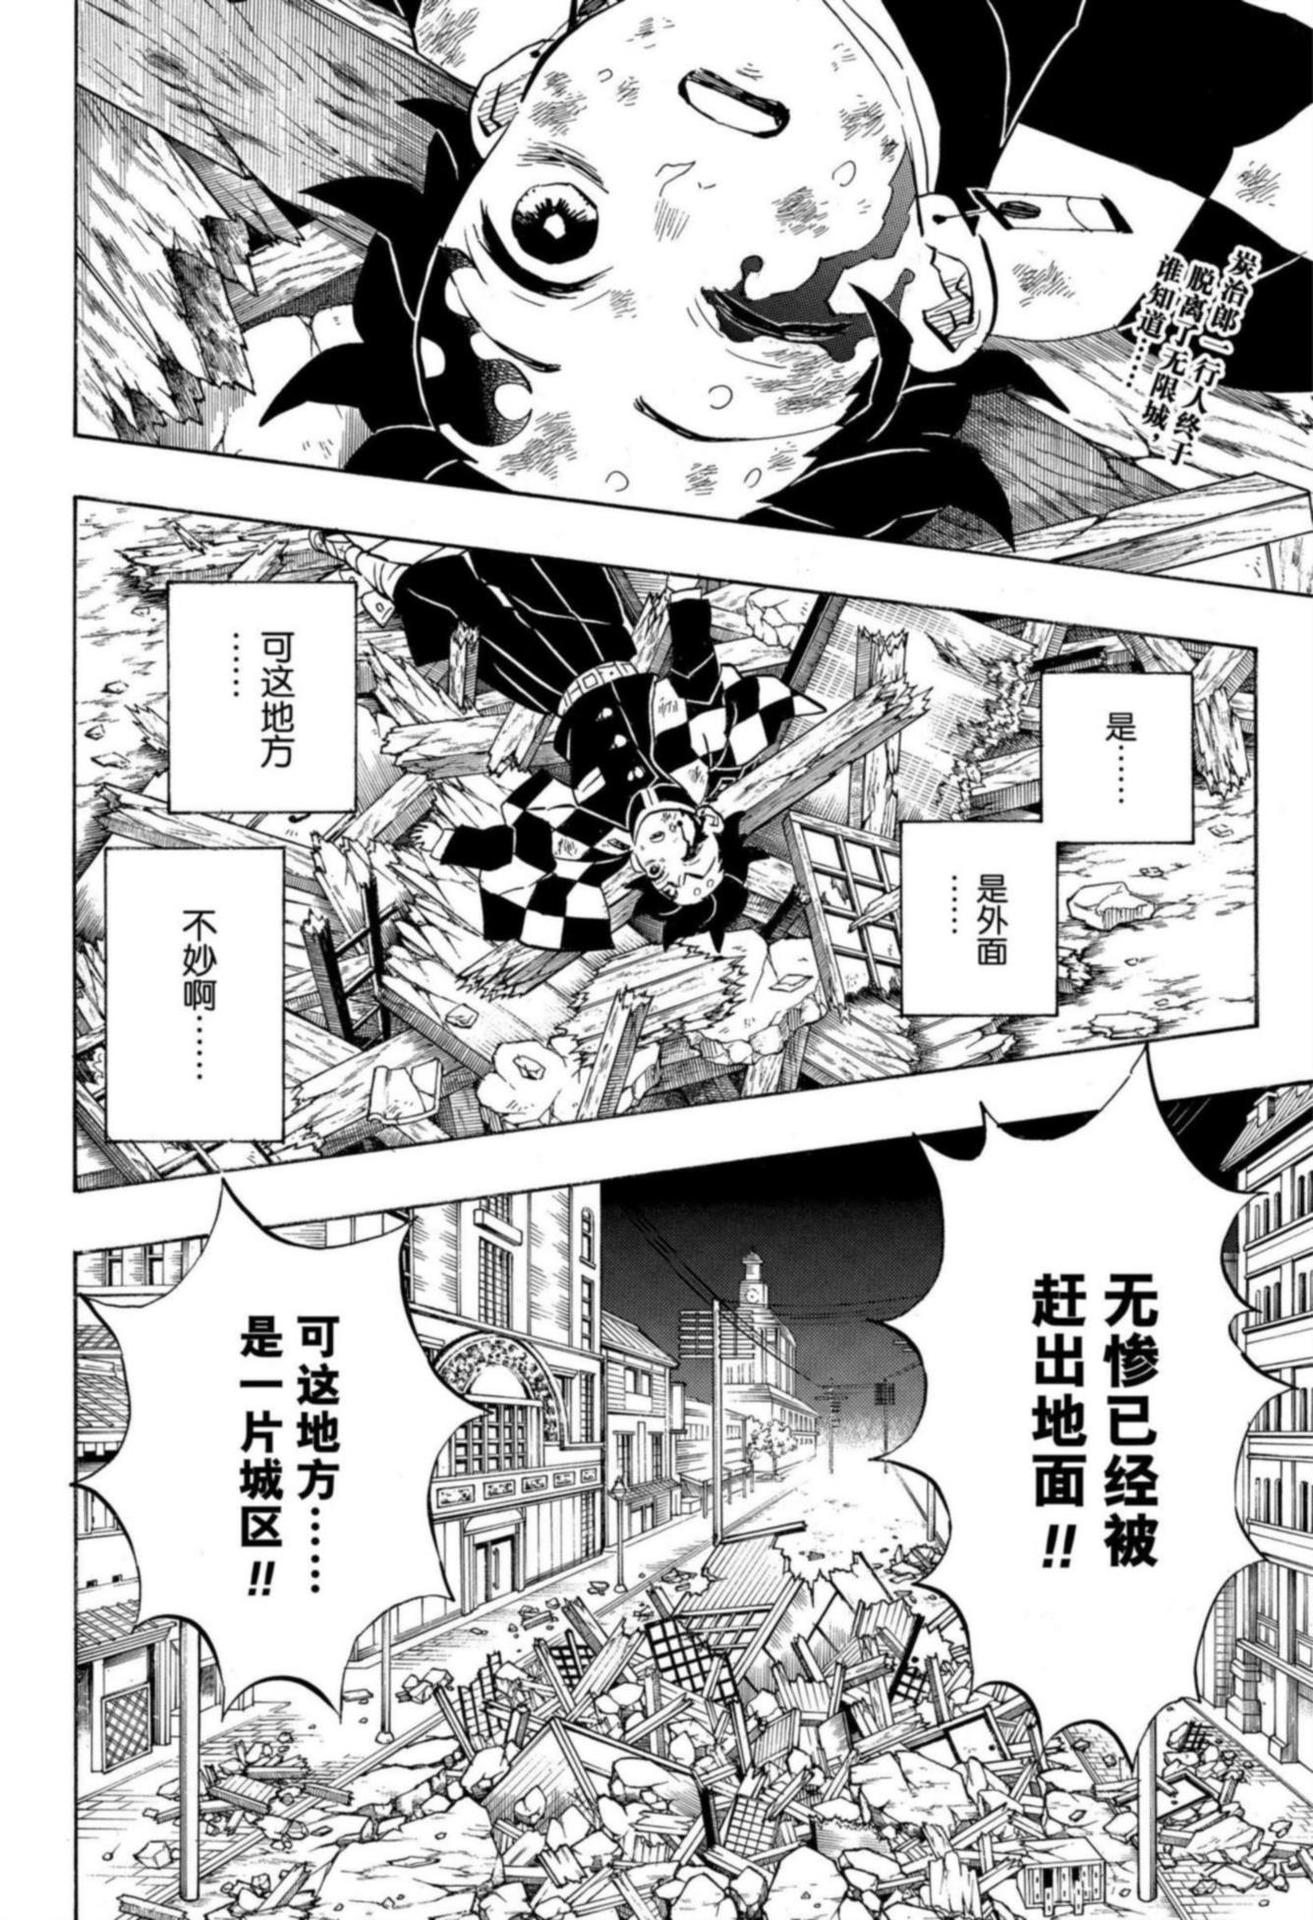 炭治郎一行人终于
脱离了无限城，
谁知道……
是……
是外面
……
可这地方
……
不妙啊……
无惨已经被
赶出地面!!
可这地方……
是一片城区!!